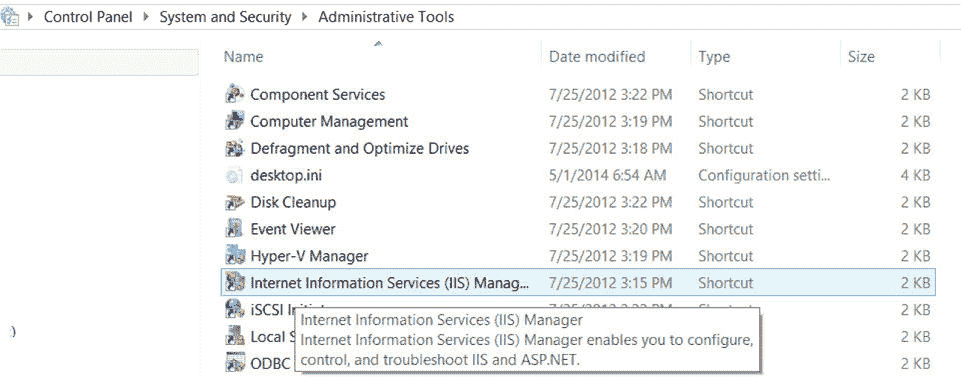 Control Panel System and Security Administrative Tools
Name Date modified Type Size
Component Services 7/25/2012 3:22 PM Shortcut 2 KB
Computer Management 7/25/2012 3:19 PM Shortcut 2 KB
Defragment and Optimize Drives 7/25/2012 3:18 PM Shortcut 2 KB
desktop.ini 5/1/2014 6:54 AM Configuration setti... 4 KB
Disk Cleanup 7/25/2012 3:22 PM Shortcut 2 KB
Event Viewer 7/25/2012 3:20 PM Shortcut 2 KB
Hyper-V Manager 7/25/2012 3:19 PM Shortcut 2 KB
Internet Information Services (IIS) Manag... 7/25/2012 3:15 PM Shortcut 2 KB
iSCSI 2 KB
Internet Information Services (IIS) Manager
) Local S 2 KB
Internet Information Services (IIS) Manager enables you to configure,
control, and troubleshoot IIS and ASP.NET.
ODBC 2 KB